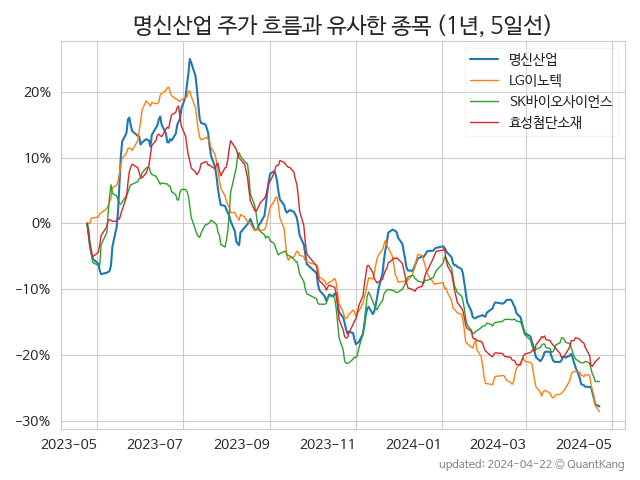 명신산업 주가 흐름과 유사한 종목 (1년, 5일선)
명신산업
LG이노텍
SK바이오사이언스
효성첨단소재
20%
10%
0%
−10%
−20%
−30%
2023-05 2023-07 2023-09 2023-11 2024-01 2024-03 2024-05
updated: 2024-04-22 © QuantKang